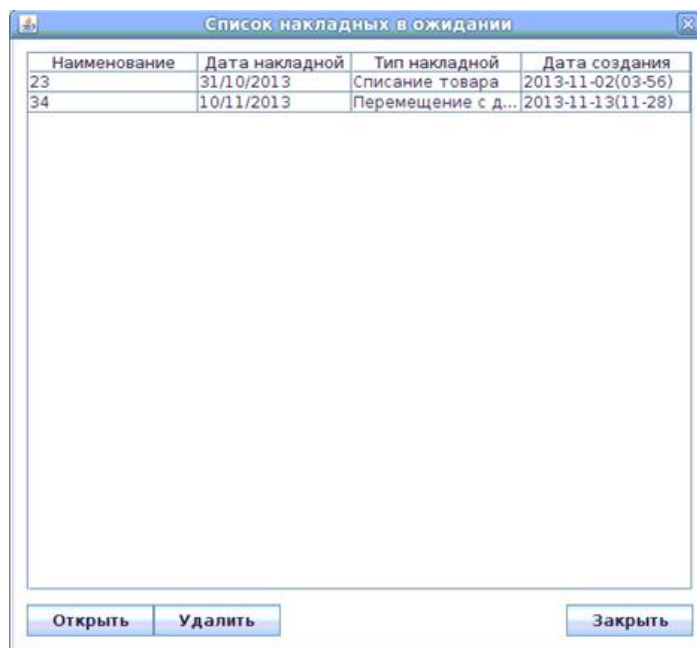 Список накладных в ожидании
Наименование Дата накладной Тип накладной Дата создания
23 31/10/2013 Списание товара 2013-11-02(03-56)
34 10/11/2013 Перемещение с д... 2013-11-13(11-28)
Открыть Удалить Закрыть